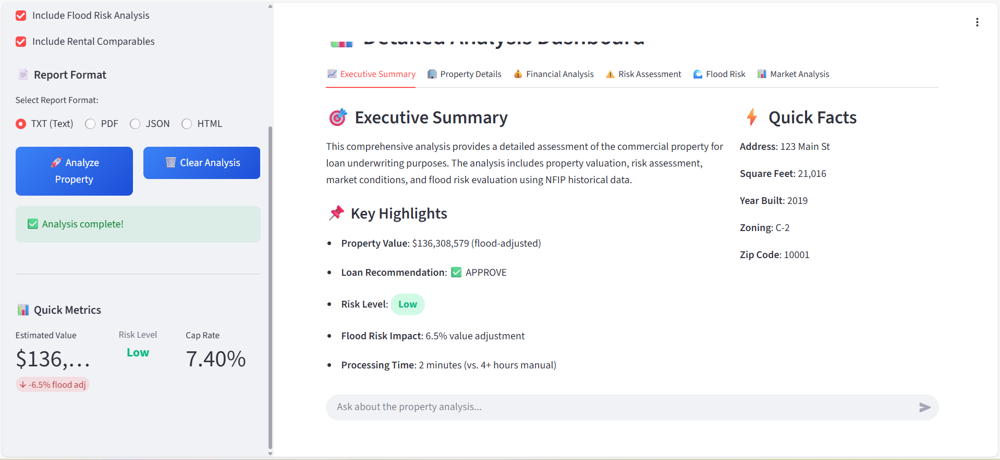 Include Flood Risk Analysis
Include Rental Comparables
Report Format
Select Report Format:
TXT (Text)
PDF
JSON
HTML
Analyze
Property
Clear Analysis
Analysis complete!
Quick Metrics
Estimated Value
$136,...
-6.5% flood adj
Risk Level
Low
Cap Rate
7.40%
Detailed Analysis Dashboard
Executive Summary
Property Details
Financial Analysis
Risk Assessment
Flood Risk
Market Analysis
Executive Summary
This comprehensive analysis provides a detailed assessment of the commercial property for
loan underwriting purposes. The analysis includes property valuation, risk assessment,
market conditions, and flood risk evaluation using NFIP historical data.
Key Highlights
Property Value: $136,308,579 (flood-adjusted)
Loan Recommendation: ✅ APPROVE
Risk Level: Low
Flood Risk Impact: 6.5% value adjustment
Processing Time: 2 minutes (vs. 4+ hours manual)
Quick Facts
Address: 123 Main St
Square Feet: 21,016
Year Built: 2019
Zoning: C-2
Zip Code: 10001
Ask about the property analysis...